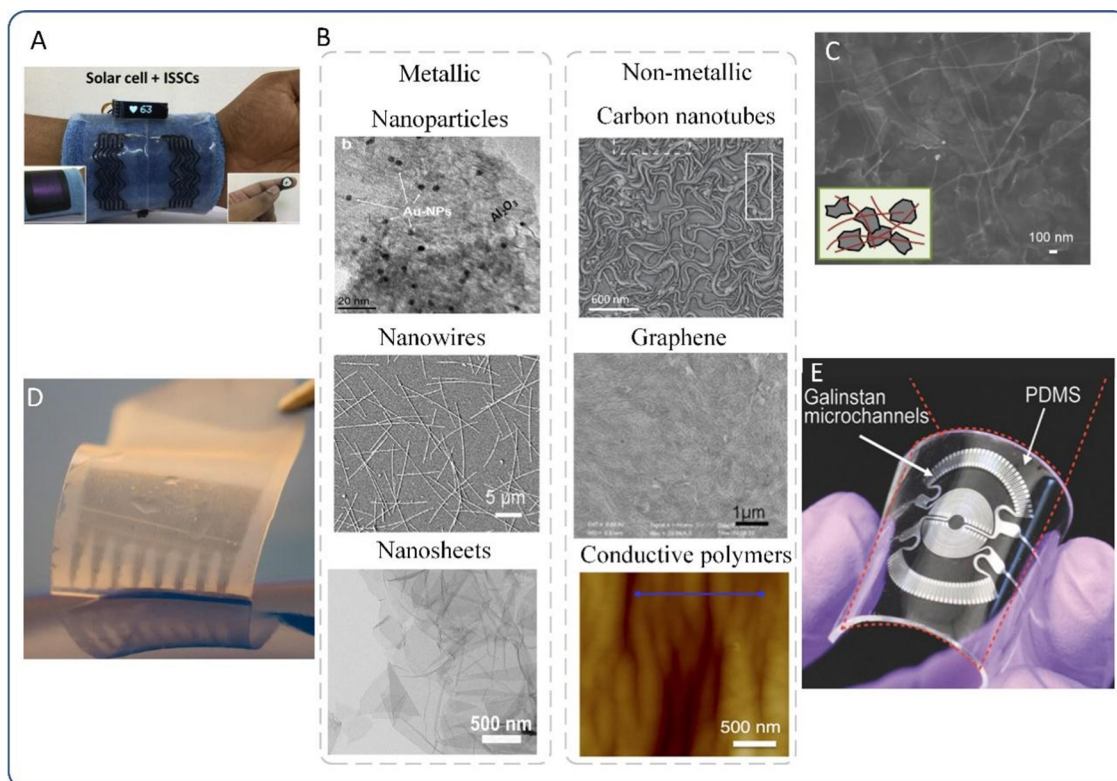 A
Solar cell + ISSCs
♥ 63
B
Metallic
Nanoparticles
b
Au-NPs
Al₂O₃
20 nm
Nanowires
5 µm
Nanosheets
500 nm
Non-metallic
Carbon nanotubes
600 nm
Graphene
1µm
Conductive polymers
500 nm
C
100 nm
D
E
Galinstan
microchannels
PDMS